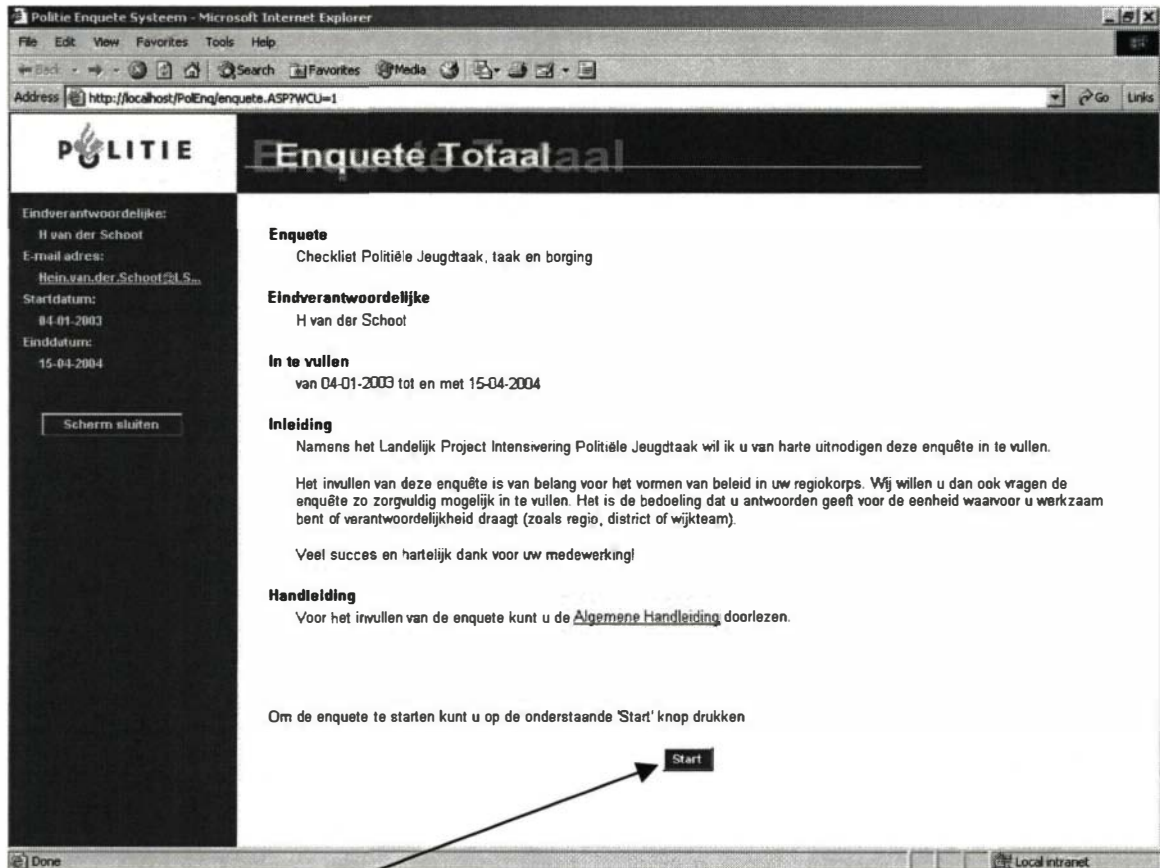 Politie Enquete Systeem - Microsoft Internet Explorer
File Edit View Favorites Tools Help
Back Search Favorites Media
Address http://localhost/PolEnq/enquete.ASP?WCU=1 Go Links
POLITIE
Enquete Totaal
Eindverantwoordelijke:
H van der Schoot
E-mail adres:
Hein.van.der.Schoot@LS...
Startdatum:
04-01-2003
Einddatum:
15-04-2004
Scherm sluiten
Enquete
Checklist Politiële Jeugdtaak, taak en borging
Eindverantwoordelijke
H van der Schoot
In te vullen
van 04-01-2003 tot en met 15-04-2004
Inleiding
Namens het Landelijk Project Intensivering Politiële Jeugdtaak wil ik u van harte uitnodigen deze enquête in te vullen.
Het invullen van deze enquête is van belang voor het vormen van beleid in uw regiokorps. Wij willen u dan ook vragen de
enquête zo zorgvuldig mogelijk in te vullen. Het is de bedoeling dat u antwoorden geeft voor de eenheid waarvoor u werkzaam
bent of verantwoordelijkheid draagt (zoals regio, district of wijkteam).
Veel succes en hartelijk dank voor uw medewerking!
Handleiding
Voor het invullen van de enquete kunt u de Algemene Handleiding doorlezen.
Om de enquete te starten kunt u op de onderstaande 'Start' knop drukken
Start
Done Local intranet